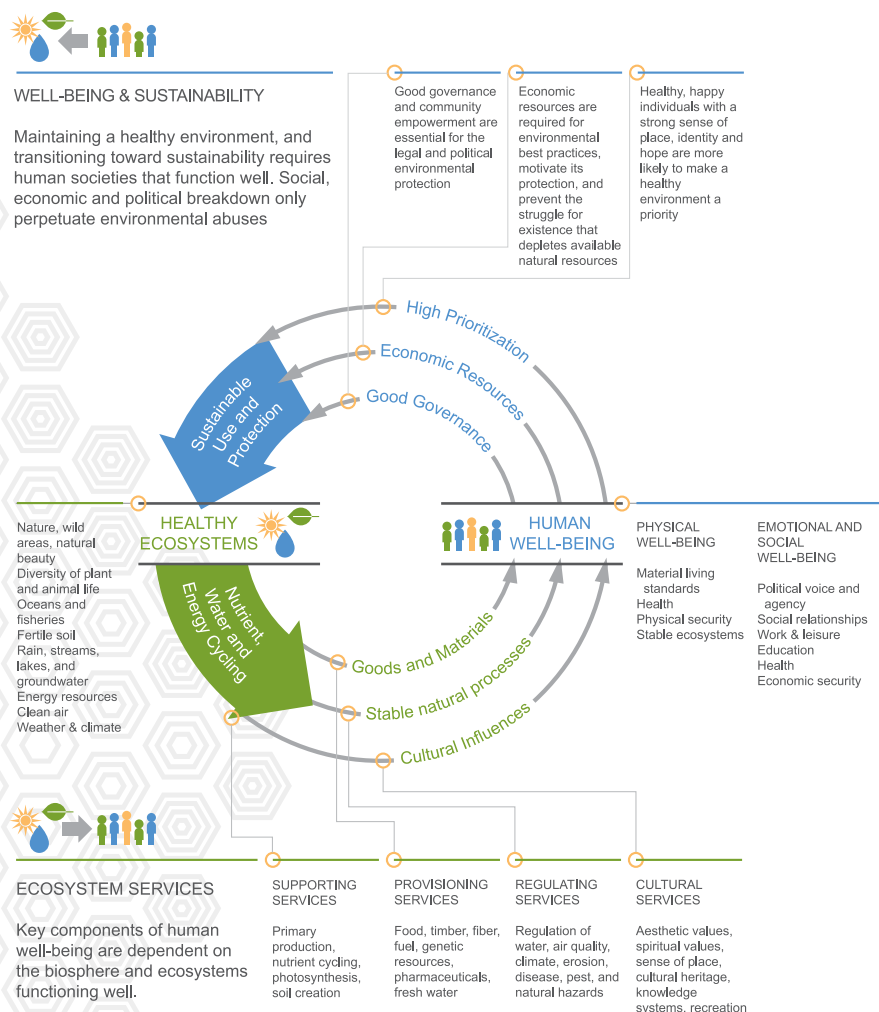 WELL-BEING & SUSTAINABILITY
Maintaining a healthy environment, and
transitioning toward sustainability requires
human societies that function well. Social,
economic and political breakdown only
perpetuate environmental abuses
Good governance
and community
empowerment are
essential for the
legal and political
environmental
protection
Economic
resources are
required for
environmental
best practices,
motivate its
protection, and
prevent the
struggle for
existence that
depletes available
natural resources
Healthy, happy
individuals with a
strong sense of
place, identity and
hope are more
likely to make a
healthy
environment a
priority
High Prioritization
Economic Resources
Good Governance
Sustainable
Use and
Protection
HEALTHY
ECOSYSTEMS
HUMAN
WELL-BEING
Nature, wild
areas, natural
beauty
Diversity of plant
and animal life
Oceans and
fisheries
Fertile soil
Rain, streams,
lakes, and
groundwater
Energy resources
Clean air
Weather & climate
PHYSICAL
WELL-BEING
Material living
standards
Health
Physical security
Stable ecosystems
EMOTIONAL AND
SOCIAL
WELL-BEING
Political voice and
agency
Social relationships
Work & leisure
Education
Health
Economic security
Nutrient,
Water and
Energy Cycling
Goods and Materials
Stable natural processes
Cultural Influences
ECOSYSTEM SERVICES
Key components of human
well-being are dependent on
the biosphere and ecosystems
functioning well.
SUPPORTING
SERVICES
Primary
production,
nutrient cycling,
photosynthesis,
soil creation
PROVISIONING
SERVICES
Food, timber, fiber,
fuel, genetic
resources,
pharmaceuticals,
fresh water
REGULATING
SERVICES
Regulation of
water, air quality,
climate, erosion,
disease, pest, and
natural hazards
CULTURAL
SERVICES
Aesthetic values,
spiritual values,
sense of place,
cultural heritage,
knowledge
systems, recreation